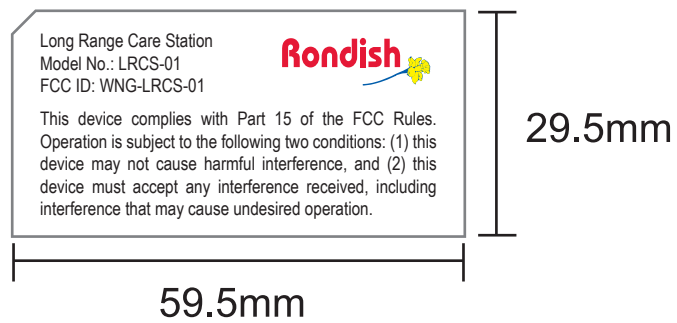 Long Range Care Station
Model No.: LRCS-01
FCC ID: WNG-LRCS-01
Rondish
This device complies with Part 15 of the FCC Rules.
Operation is subject to the following two conditions: (1) this
device may not cause harmful interference, and (2) this
device must accept any interference received, including
interference that may cause undesired operation.
29.5mm
59.5mm